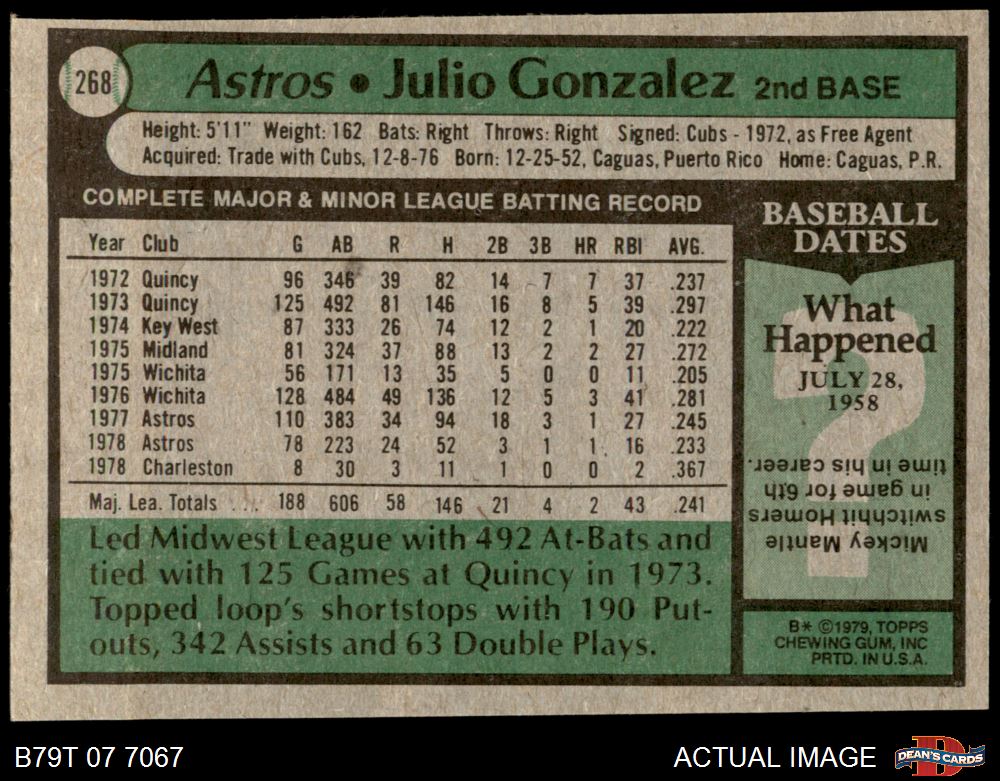 268
Astros • Julio Gonzalez 2nd BASE
Height: 5'11" Weight: 162 Bats: Right Throws: Right Signed: Cubs - 1972, as Free Agent
Acquired: Trade with Cubs, 12-8-76 Born: 12-25-52, Caguas, Puerto Rico Home: Caguas, P.R.
COMPLETE MAJOR & MINOR LEAGUE BATTING RECORD
Year Club G AB R H 2B 3B HR RBI AVG.
1972 Quincy 96 346 39 82 14 7 7 37 .237
1973 Quincy 125 492 81 146 16 8 5 39 .297
1974 Key West 87 333 26 74 12 2 1 20 .222
1975 Midland 81 324 37 88 13 2 2 27 .272
1975 Wichita 56 171 13 35 5 0 0 11 .205
1976 Wichita 128 484 49 136 12 5 3 41 .281
1977 Astros 110 383 34 94 18 3 1 27 .245
1978 Astros 78 223 24 52 3 1 1 16 .233
1978 Charleston 8 30 3 11 1 0 0 2 .367
Maj. Lea. Totals .... 188 606 58 146 21 4 2 43 .241
Led Midwest League with 492 At-Bats and
tied with 125 Games at Quincy in 1973.
Topped loop's shortstops with 190 Put-
outs, 342 Assists and 63 Double Plays.
BASEBALL
DATES
What
Happened
JULY 28,
1958
?
Mickey Mantle
switchhit Homers
in game for 6th
time in his career.
B* ©1979, TOPPS
CHEWING GUM, INC
PRTD. IN U.S.A.
B79T 07 7067
ACTUAL IMAGE
D
DEAN'S CARDS